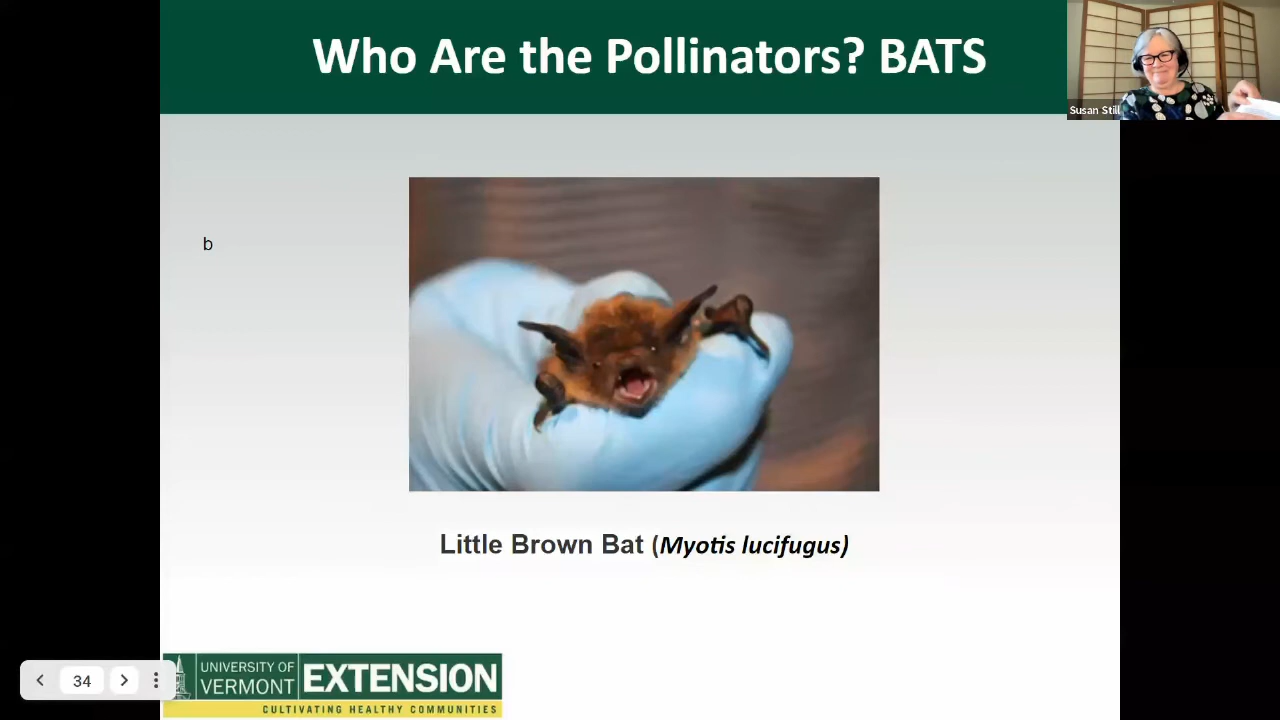 Who Are the Pollinators? BATS
Susan Still
b
Little Brown Bat (Myotis lucifugus)
34
UNIVERSITY OF
VERMONT
EXTENSION
CULTIVATING HEALTHY COMMUNITIES